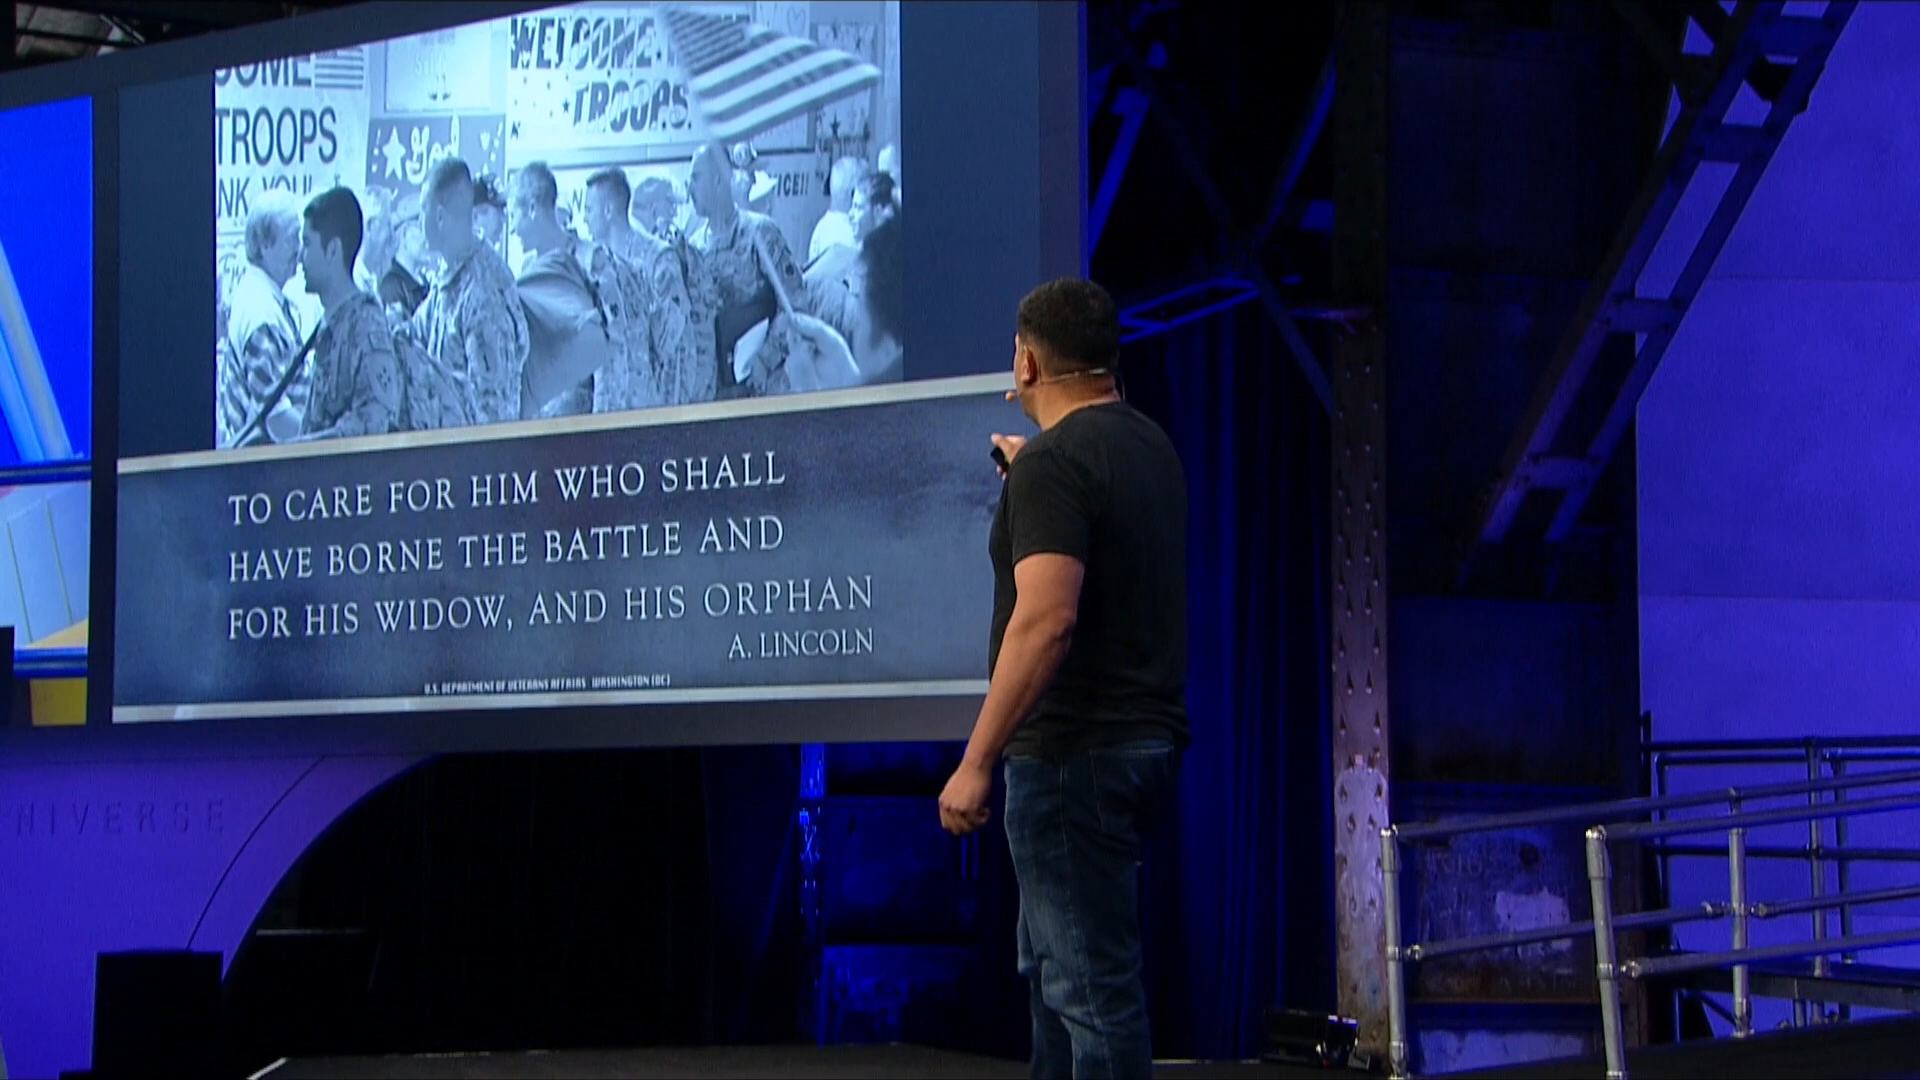 TROOPS
WELCOME
TROOPS.
TO CARE FOR HIM WHO SHALL
HAVE BORNE THE BATTLE AND
FOR HIS WIDOW, AND HIS ORPHAN
A. LINCOLN
U.S. DEPARTMENT OF VETERANS AFFAIRS WASHINGTON (DC)
NIVERSE